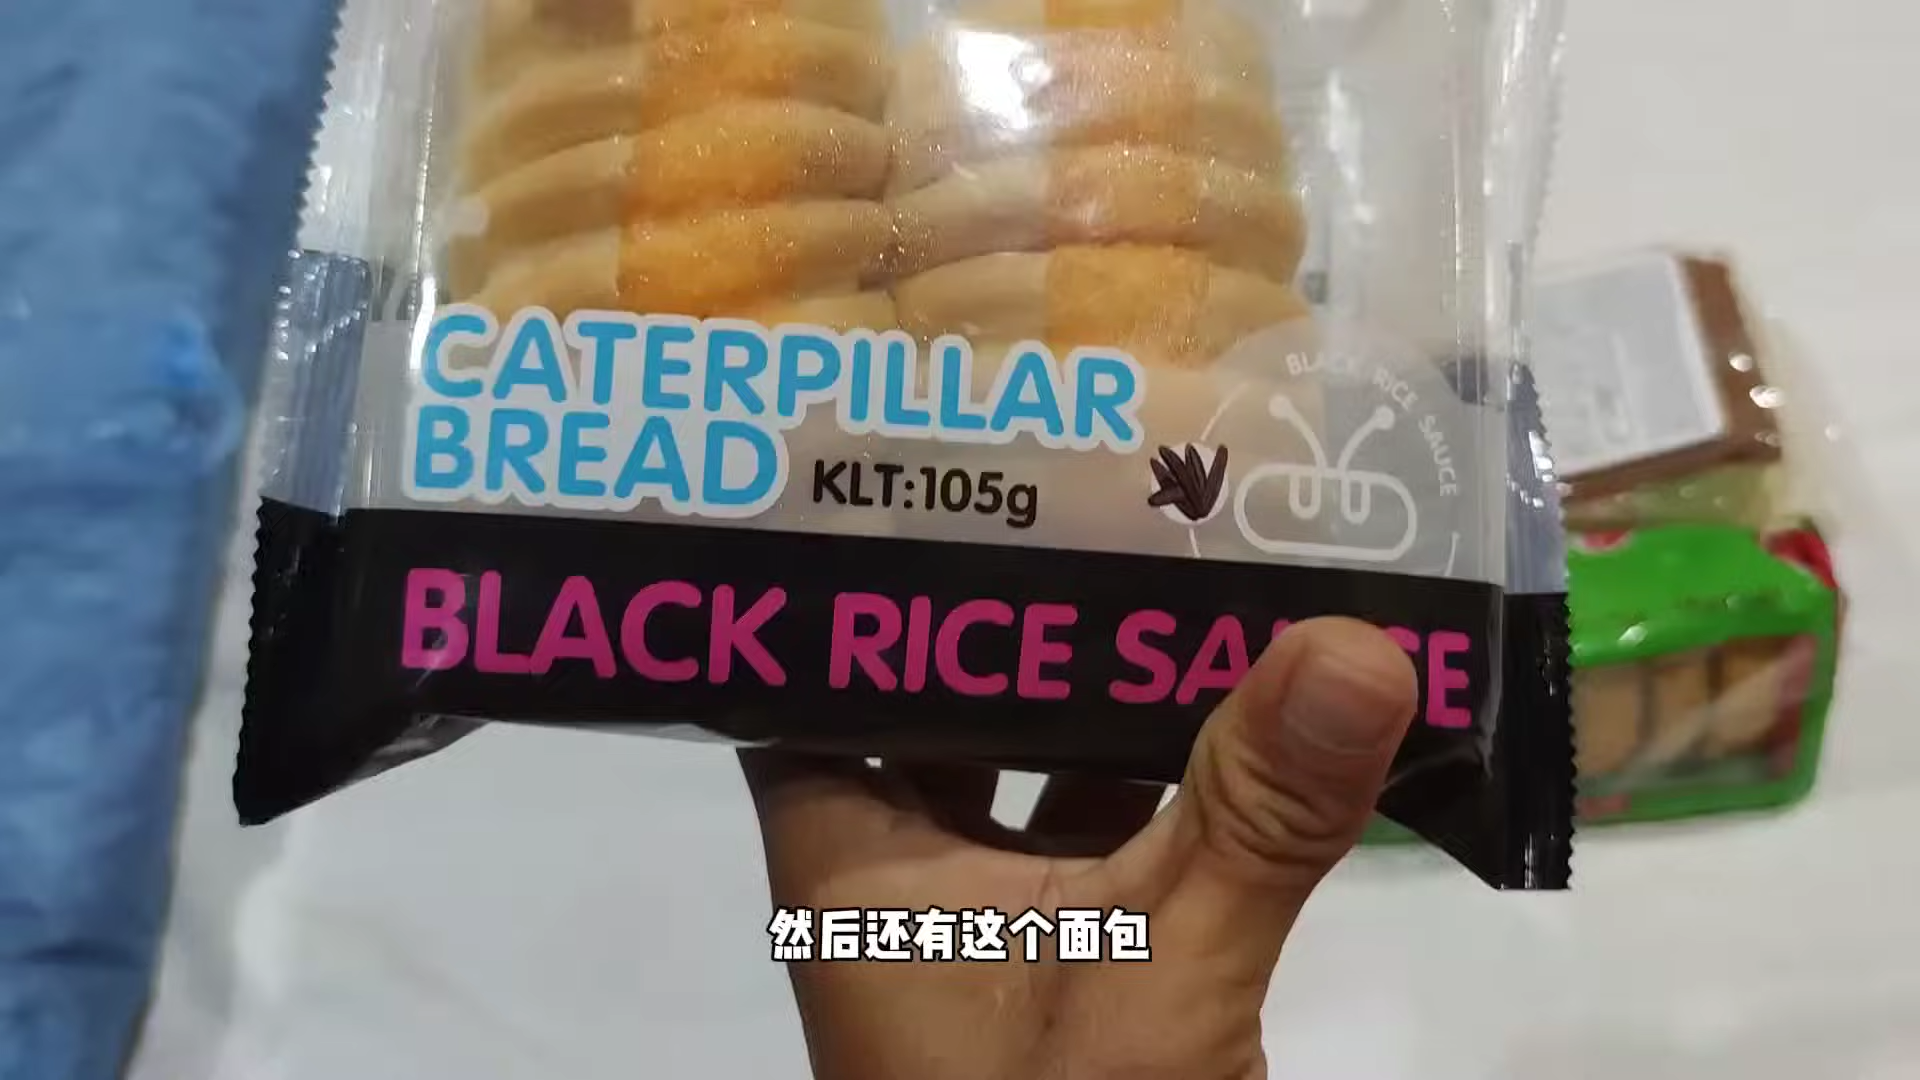 CATERPILLAR
BREAD
KLT:105g
BLACK RICE SAUCE
BLACK RICE SAUCE
然后还有这个面包